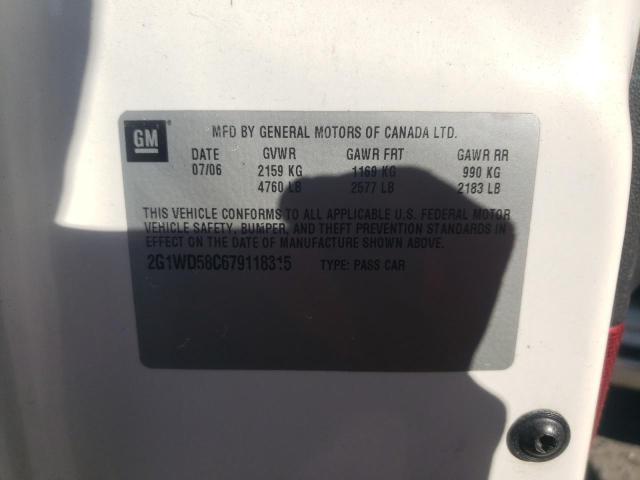 GM
MFD BY GENERAL MOTORS OF CANADA LTD.
DATE GVWR GAWR FRT GAWR RR
07/06 2159 KG 1169 KG 990 KG
4760 LB 2577 LB 2183 LB
THIS VEHICLE CONFORMS TO ALL APPLICABLE U.S. FEDERAL MOTOR
VEHICLE SAFETY, BUMPER, AND THEFT PREVENTION STANDARDS IN
EFFECT ON THE DATE OF MANUFACTURE SHOWN ABOVE.
2G1WD58C679118315 TYPE: PASS CAR